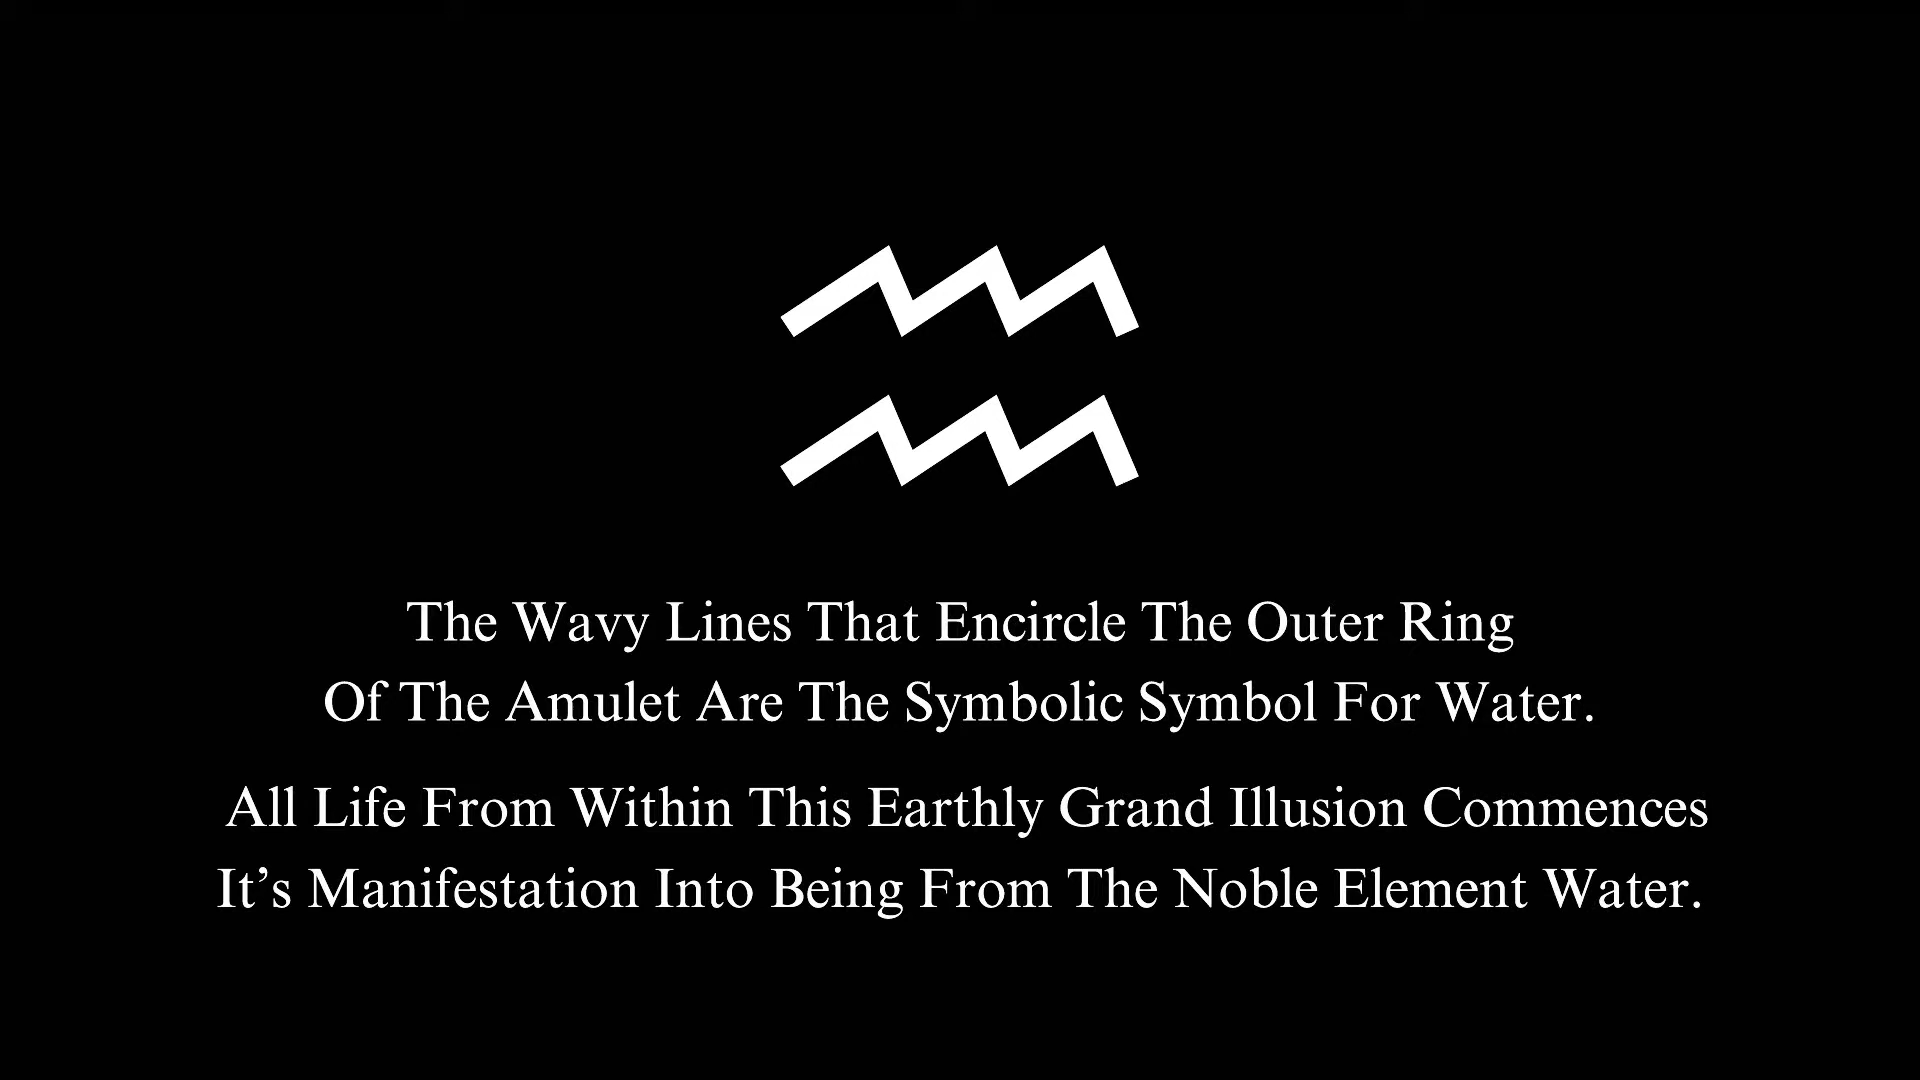 The Wavy Lines That Encircle The Outer Ring
Of The Amulet Are The Symbolic Symbol For Water.
All Life From Within This Earthly Grand Illusion Commences
It’s Manifestation Into Being From The Noble Element Water.